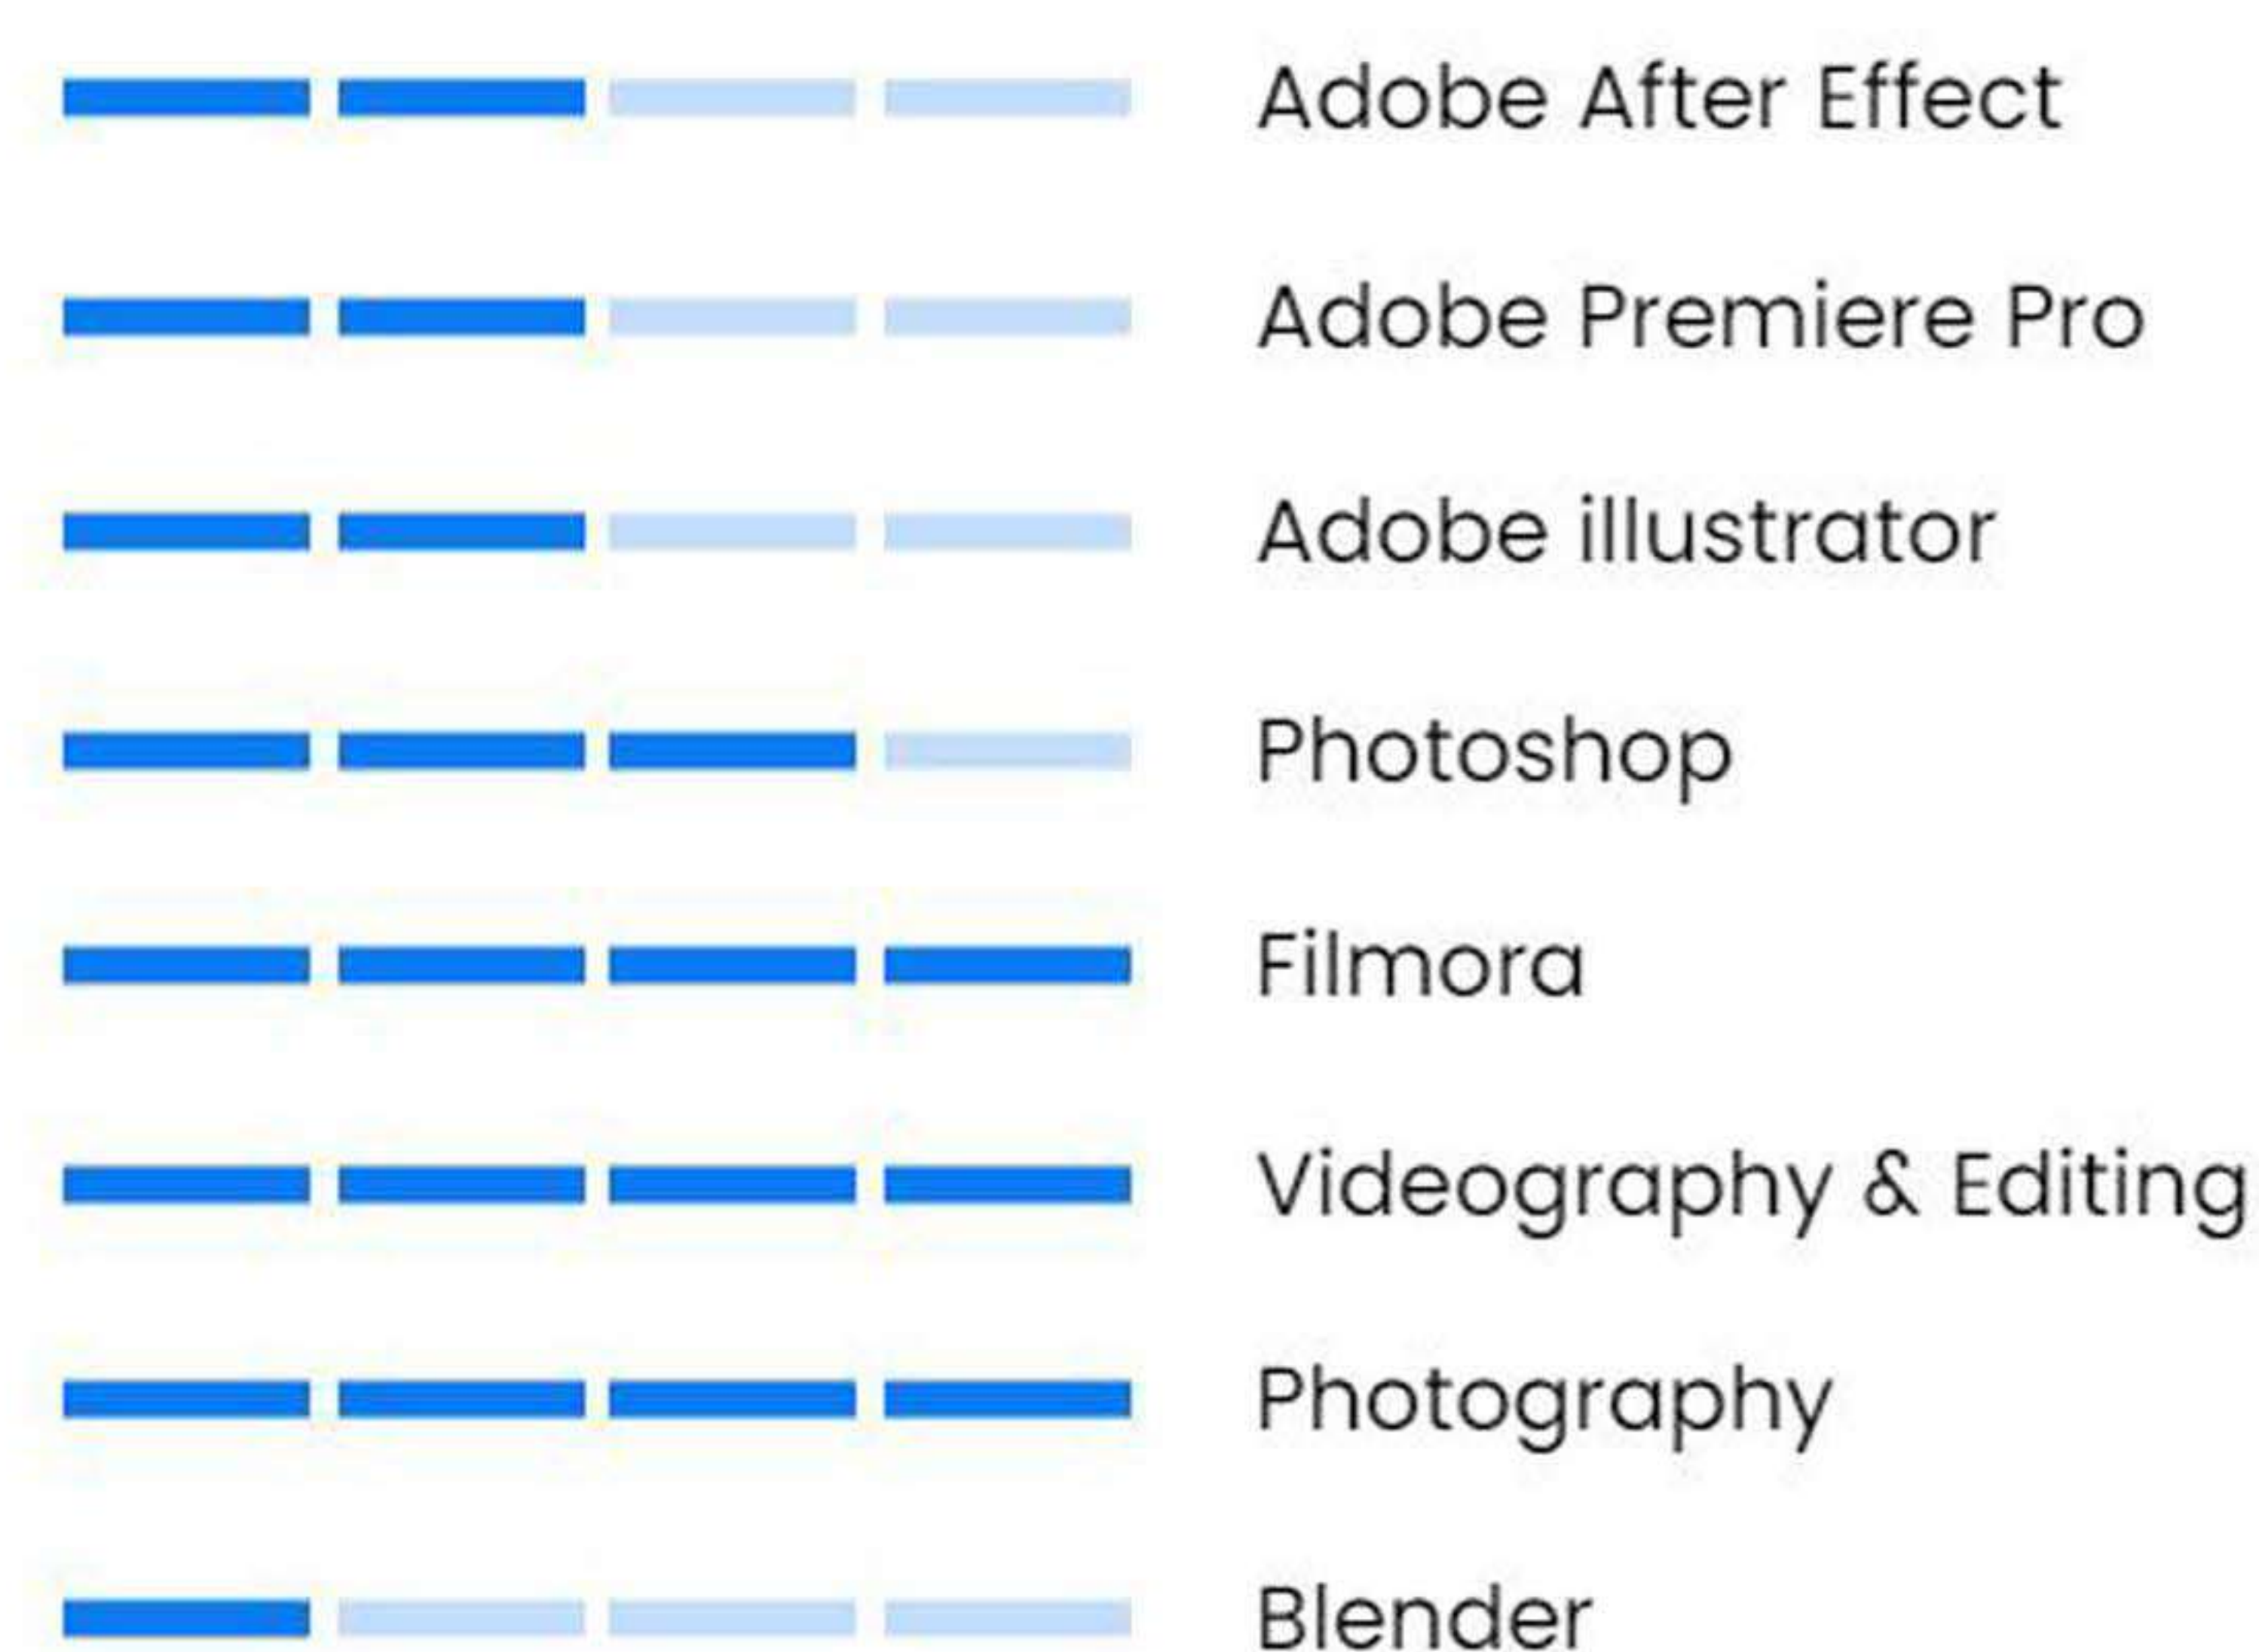 Adobe After Effect
Adobe Premiere Pro
Adobe illustrator
Photoshop
Filmora
Videography & Editing
Photography
Blender